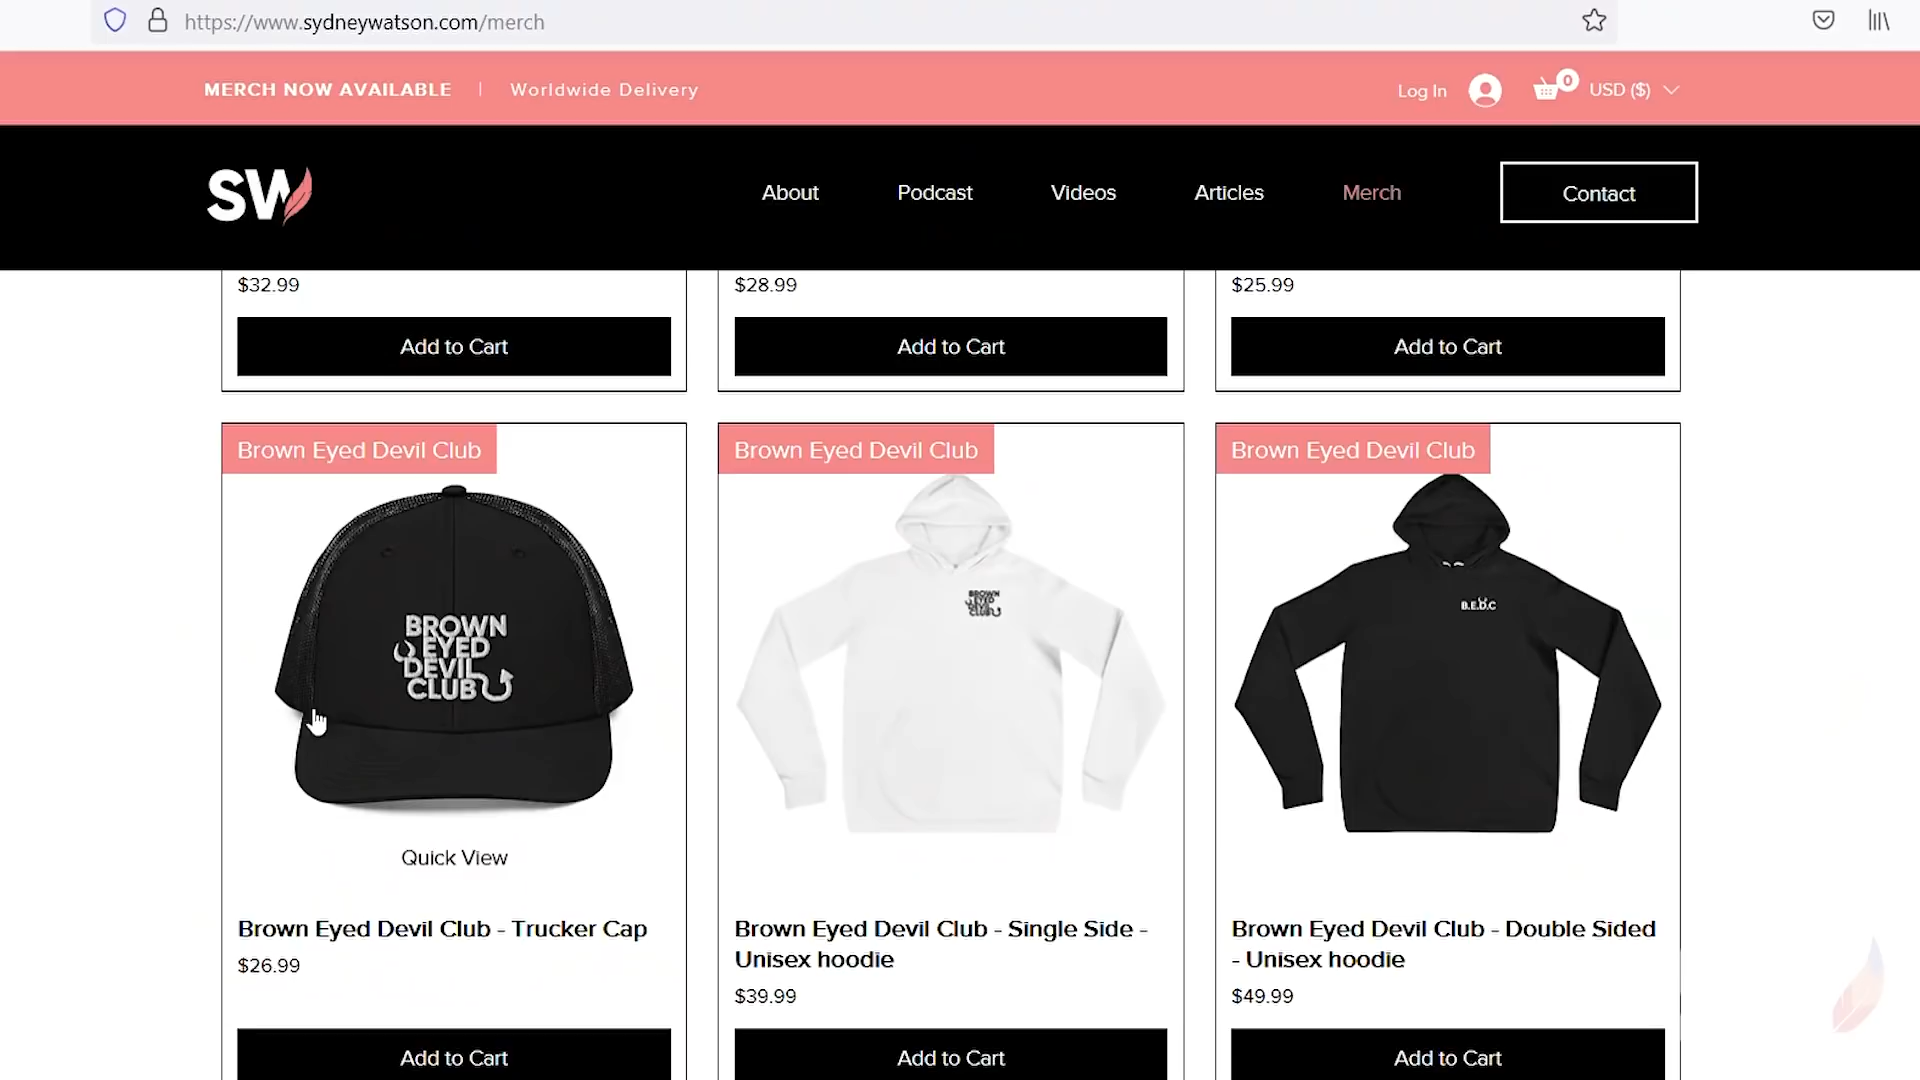 https://www.sydneywatson.com/merch
MERCH NOW AVAILABLE | Worldwide Delivery
Log In 0 USD ($)
SW About Podcast Videos Articles Merch Contact
$32.99 $28.99 $25.99
Add to Cart Add to Cart Add to Cart
Brown Eyed Devil Club Brown Eyed Devil Club Brown Eyed Devil Club
BROWN
EYED
DEVIL
CLUB
BROWN
EYED
DEVIL
CLUB
B.E.D.C
Quick View
Brown Eyed Devil Club - Trucker Cap
$26.99
Brown Eyed Devil Club - Single Side -
Unisex hoodie
$39.99
Brown Eyed Devil Club - Double Sided
- Unisex hoodie
$49.99
Add to Cart Add to Cart Add to Cart